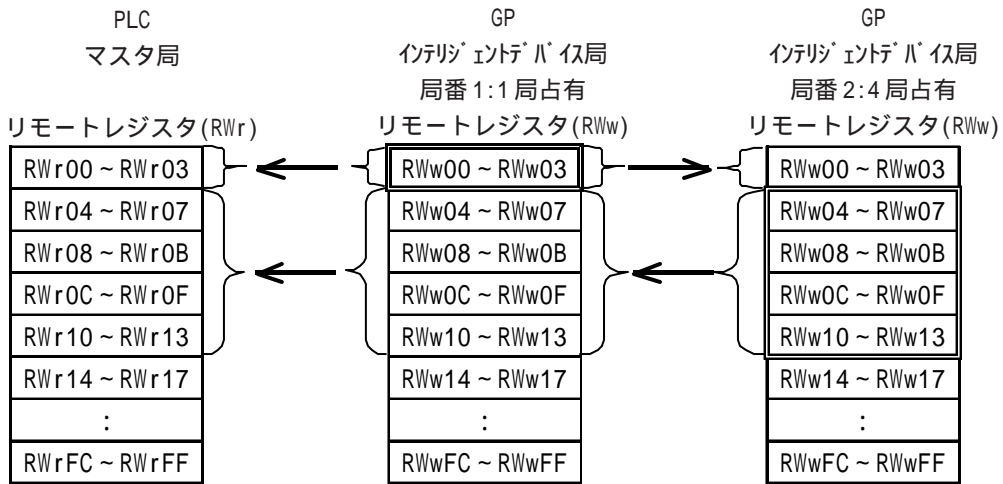 PLC
マスタ局
リモートレジスタ(RWr)
RWr00~RWr03
RWr04~RWr07
RWr08~RWr0B
RWr0C~RWr0F
RWr10~RWr13
RWr14~RWr17
:
RWrFC~RWrFF
GP
インテリジェントデバイス局
局番1:1局占有
リモートレジスタ(RWw)
RWw00~RWw03
RWw04~RWw07
RWw08~RWw0B
RWw0C~RWw0F
RWw10~RWw13
RWw14~RWw17
:
RWwFC~RWwFF
GP
インテリジェントデバイス局
局番2:4局占有
リモートレジスタ(RWw)
RWw00~RWw03
RWw04~RWw07
RWw08~RWw0B
RWw0C~RWw0F
RWw10~RWw13
RWw14~RWw17
:
RWwFC~RWwFF